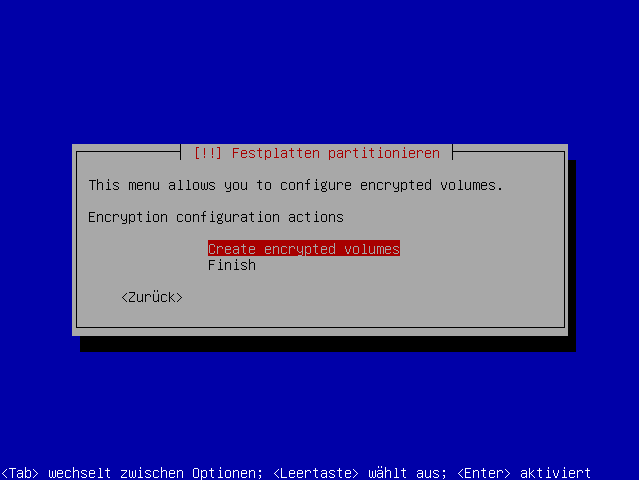 [!!] Festplatten partitionieren
This menu allows you to configure encrypted volumes.
Encryption configuration actions
Create encrypted volumes
Finish
<Zurück>
<Tab> wechselt zwischen Optionen; <Leertaste> wählt aus; <Enter> aktiviert